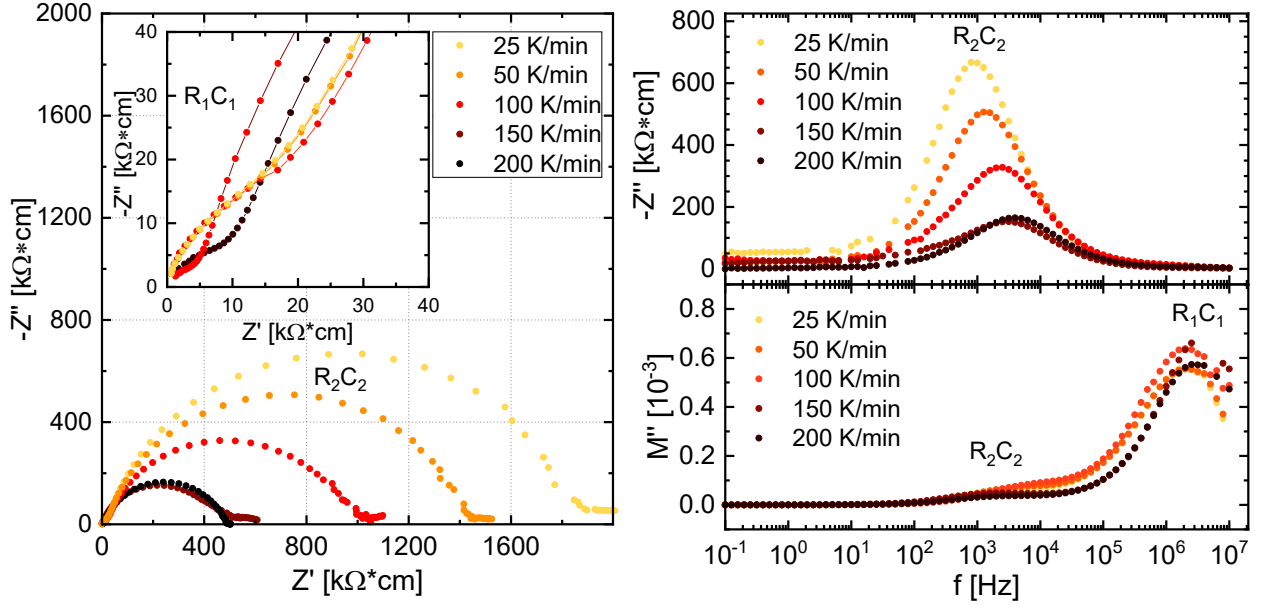 2000
1600
1200
800
400
0
-Z" [kΩ*cm]
0 400 800 1200 1600
Z' [kΩ*cm]
R2C2
40
30
20
10
0
-Z" [kΩ*cm]
R1C1
0 10 20 30 40
Z' [kΩ*cm]
25 K/min
50 K/min
100 K/min
150 K/min
200 K/min
-800
600
400
200
0
-Z" [kΩ*cm]
25 K/min
50 K/min
100 K/min
150 K/min
200 K/min
R2C2
0.8
0.6
0.4
0.2
0.0
M" [10-3]
25 K/min
50 K/min
100 K/min
150 K/min
200 K/min
R2C2
R1C1
10-1 100 101 102 103 104 105 106 107
f [Hz]